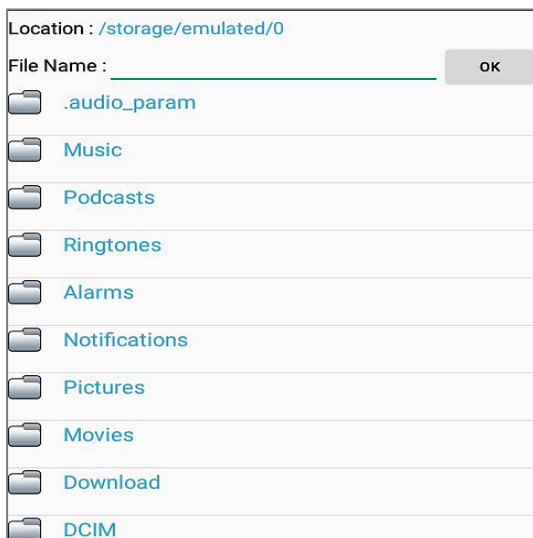 Location : /storage/emulated/0
File Name :
OK
.audio_param
Music
Podcasts
Ringtones
Alarms
Notifications
Pictures
Movies
Download
DCIM